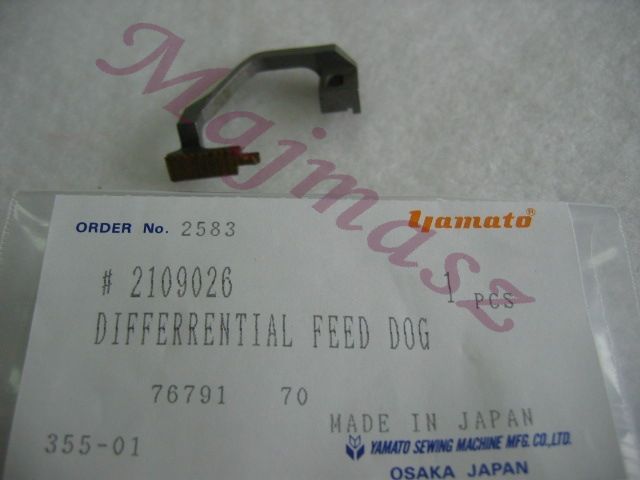 Majmasz
ORDER No. 2583
Yamato®
# 2109026
1 PCS
DIFFERRENTIAL FEED DOG
76791 70
MADE IN JAPAN
355-01
YAMATO SEWING MACHINE MFG. CO., LTD.
OSAKA JAPAN